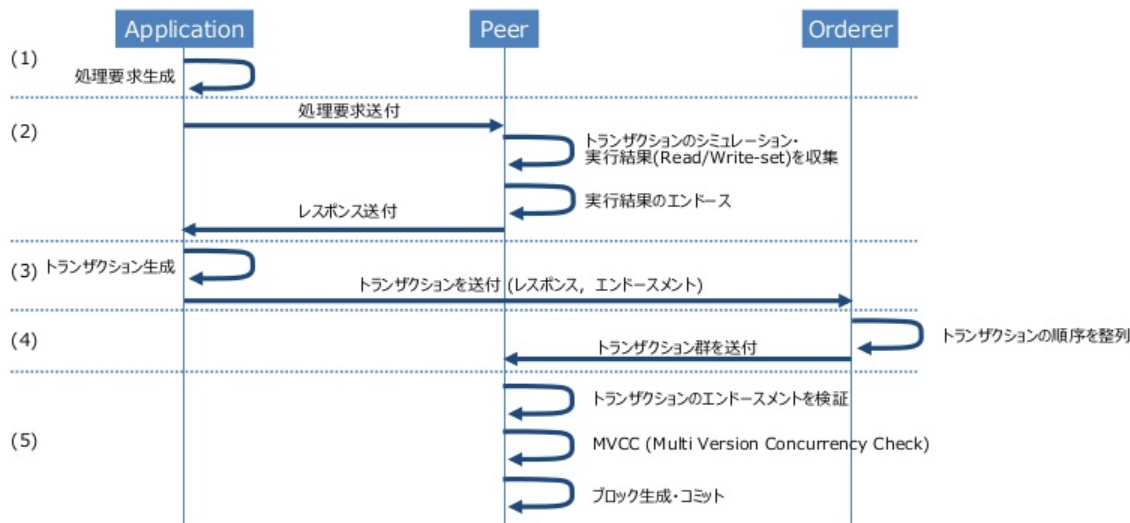 Application
Peer
Orderer
(1)
処理要求生成
(2)
処理要求送付
トランザクションのシミュレーション・
実行結果(Read/Write-set)を収集
実行結果のエンドース
レスポンス送付
(3)
トランザクション生成
トランザクションを送付 (レスポンス, エンドースメント)
(4)
トランザクションの順序を整列
トランザクション群を送付
(5)
トランザクションのエンドースメントを検証
MVCC (Multi Version Concurrency Check)
ブロック生成・コミット